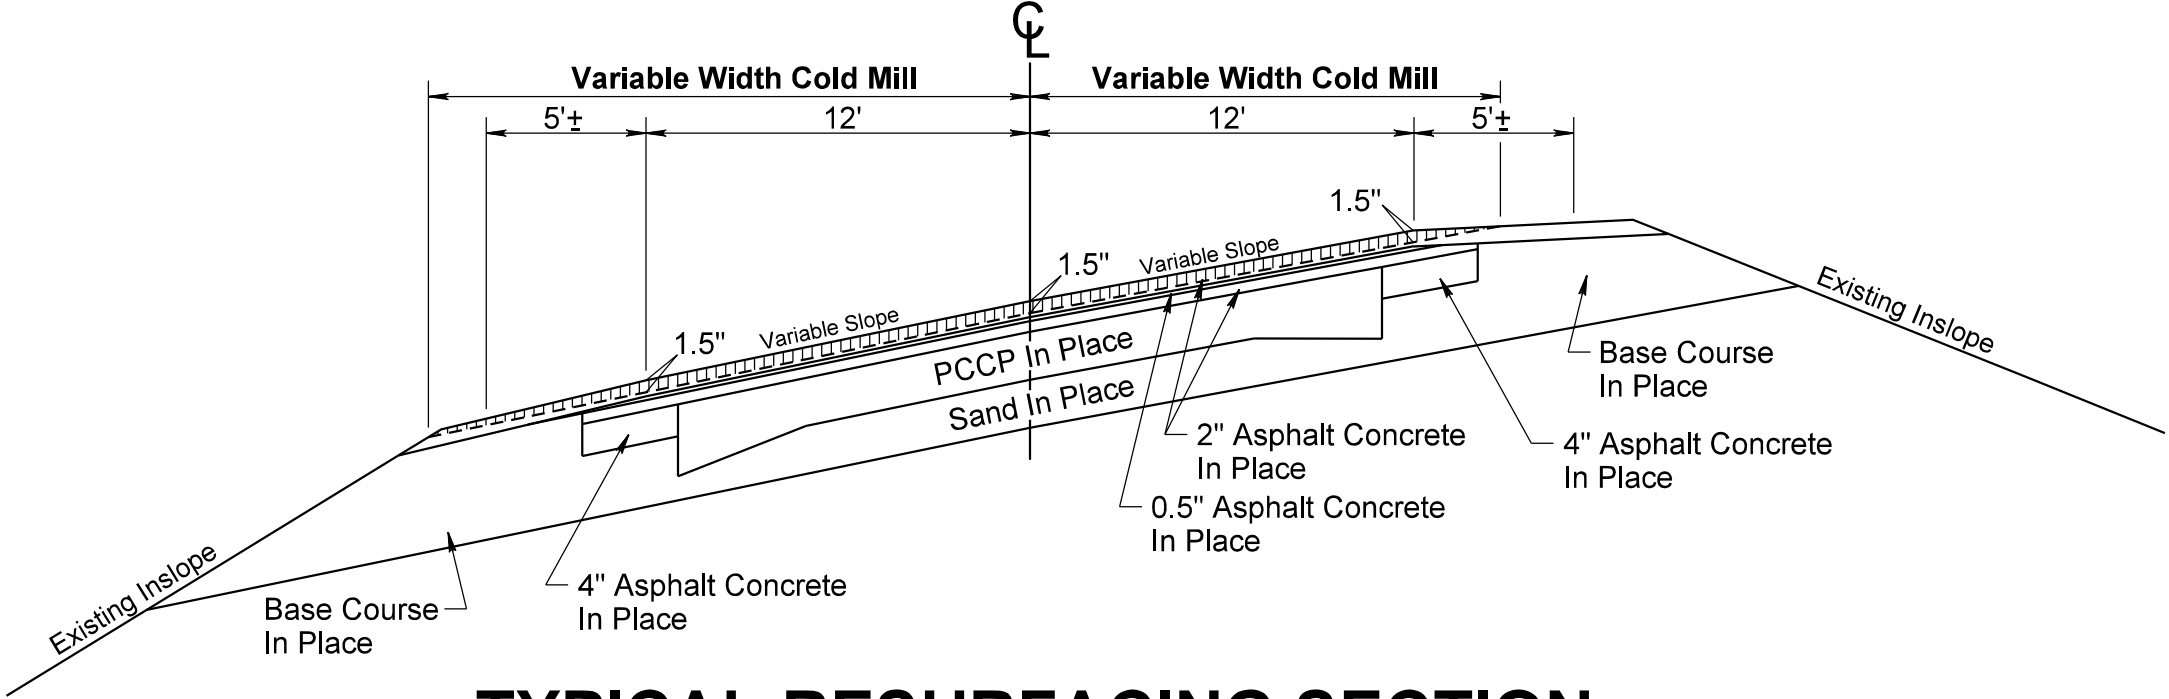 ℄
Variable Width Cold Mill
Variable Width Cold Mill
5'±
12'
12'
5'±
1.5"
Variable Slope
1.5"
Variable Slope
1.5"
Existing Inslope
PCCP In Place
Base Course
In Place
Sand In Place
2" Asphalt Concrete
In Place
4" Asphalt Concrete
In Place
0.5" Asphalt Concrete
In Place
Existing Inslope
4" Asphalt Concrete
In Place
Base Course
In Place
TYPICAL RESURFACING SECTION